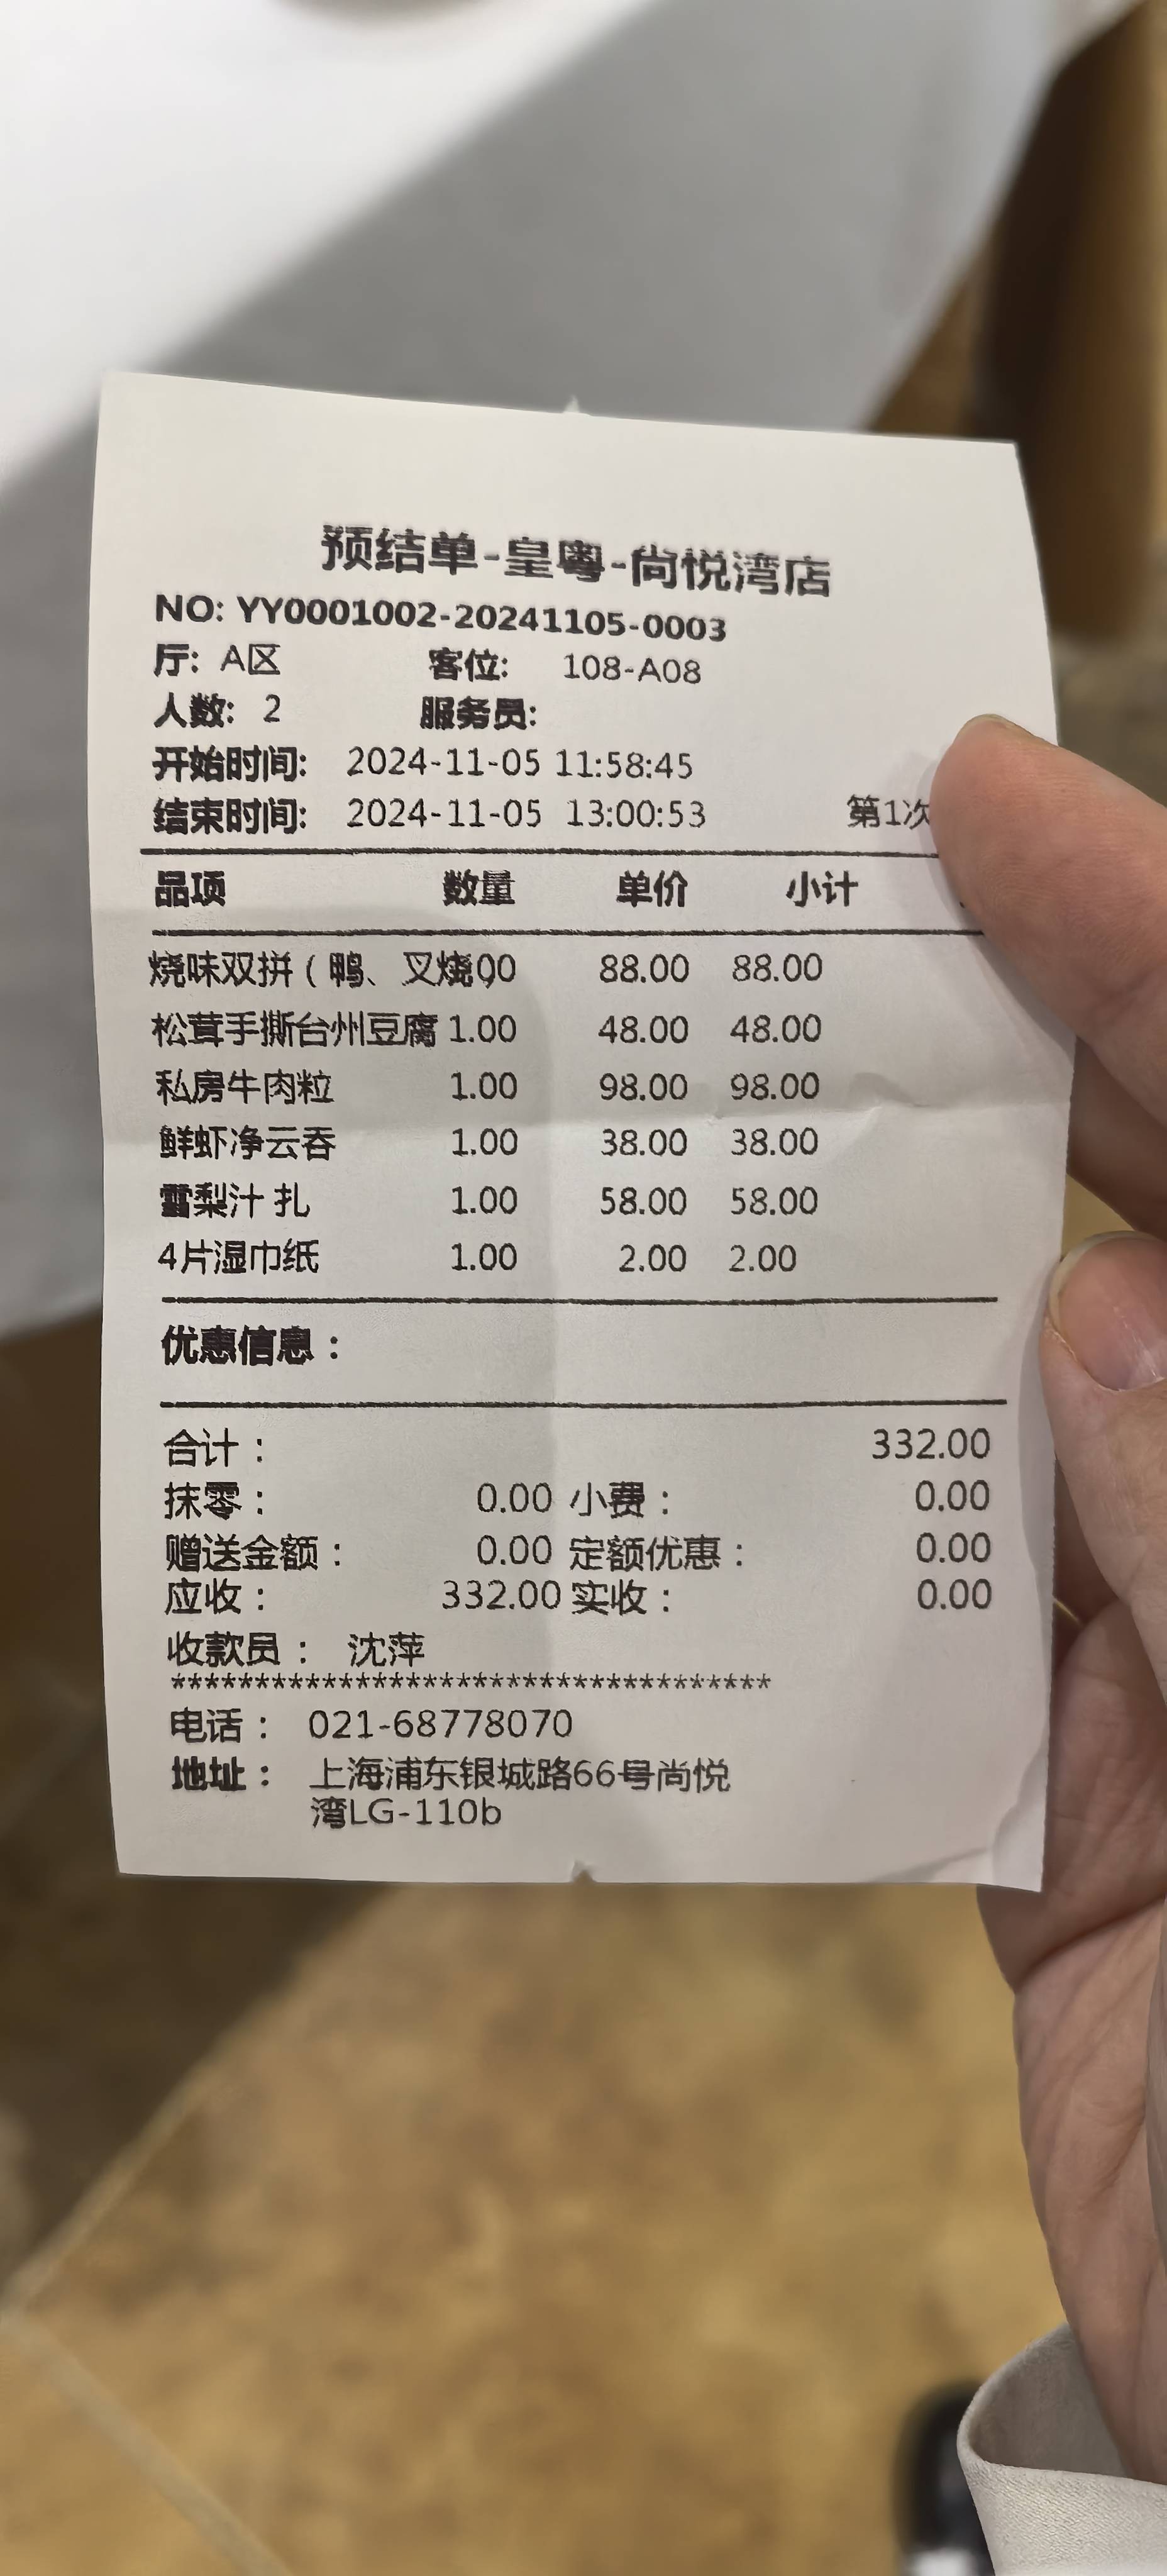 预结单-皇粤-尚悦湾店
NO: YY0001002-20241105-0003
厅: A区 客位: 108-A08
人数: 2 服务员:
开始时间: 2024-11-05 11:58:45
结束时间: 2024-11-05 13:00:53 第1次
品项 数量 单价 小计
烧味双拼（鸭、叉烧00 88.00 88.00
松茸手撕台州豆腐 1.00 48.00 48.00
私房牛肉粒 1.00 98.00 98.00
鲜虾净云吞 1.00 38.00 38.00
雪梨汁 扎 1.00 58.00 58.00
4片湿巾纸 1.00 2.00 2.00
优惠信息：
合计： 332.00
抹零： 0.00 小费： 0.00
赠送金额： 0.00 定额优惠： 0.00
应收： 332.00 实收： 0.00
收款员： 沈萍
************************************
电话： 021-68778070
地址： 上海浦东银城路66号尚悦
湾LG-110b